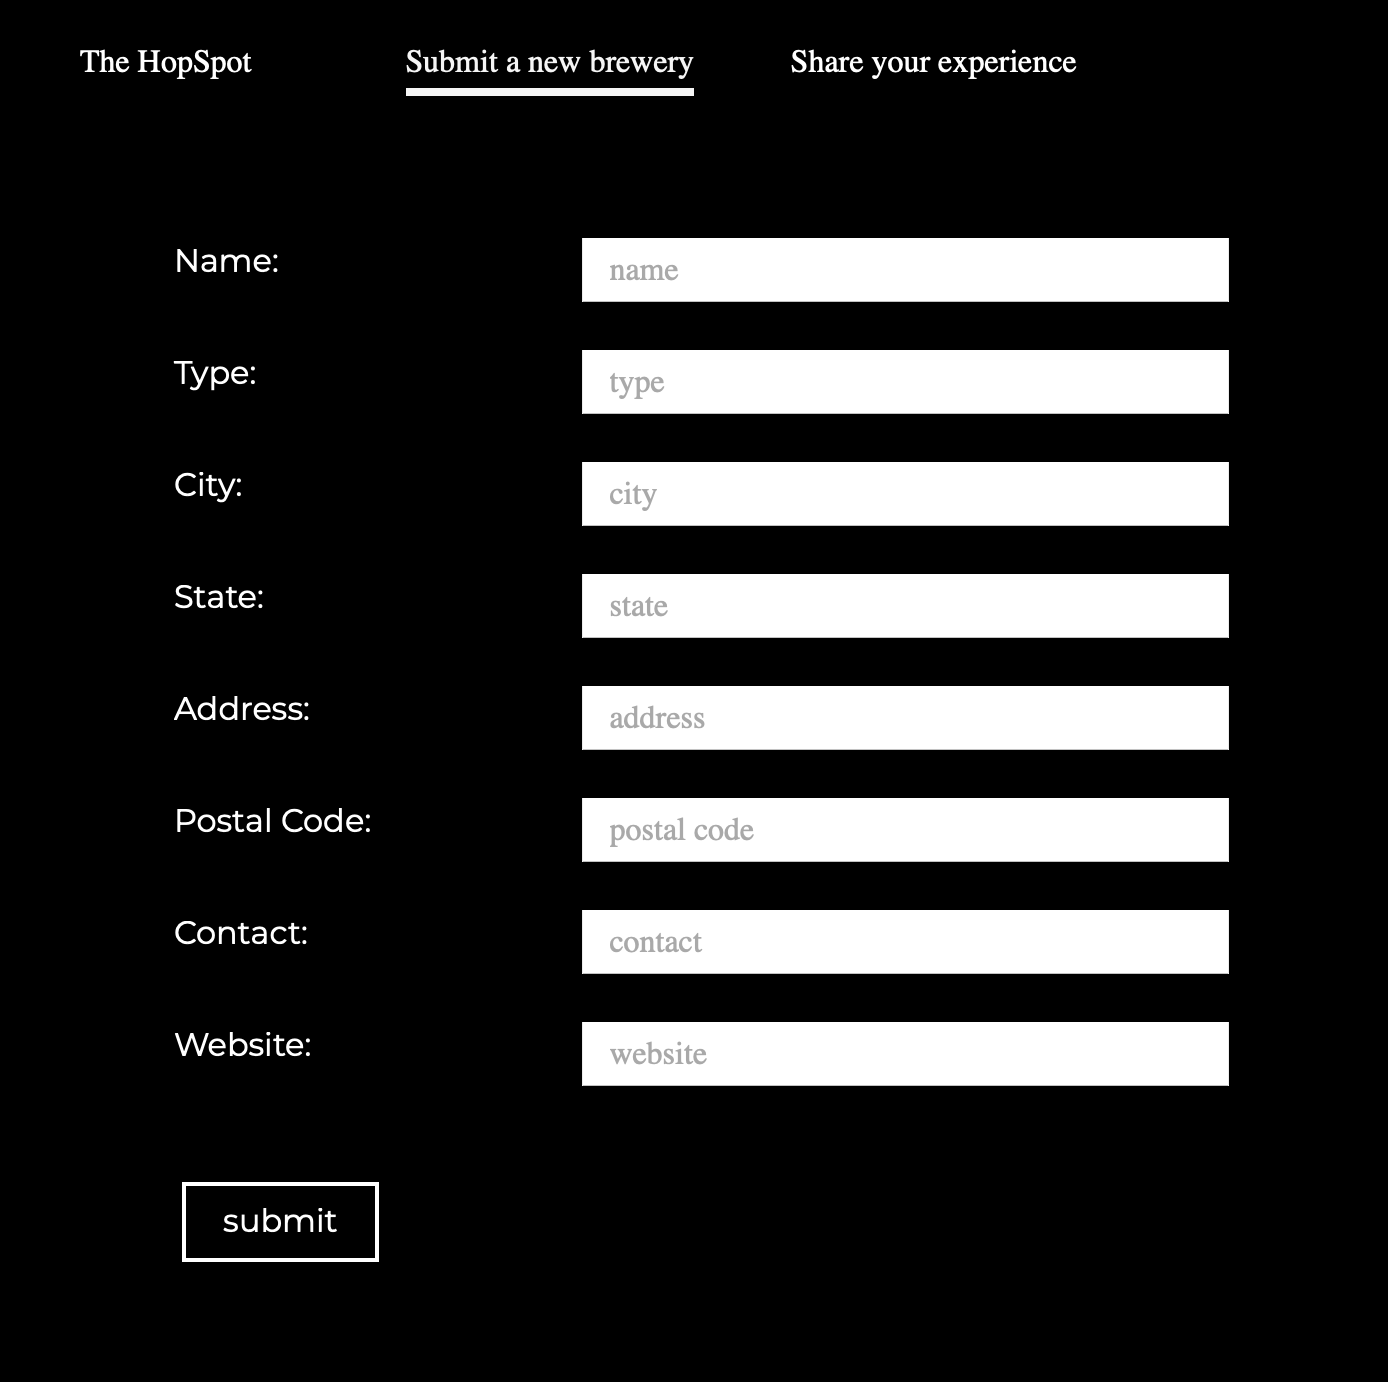 The HopSpot Submit a new brewery Share your experience
Name: name
Type: type
City: city
State: state
Address: address
Postal Code: postal code
Contact: contact
Website: website
submit